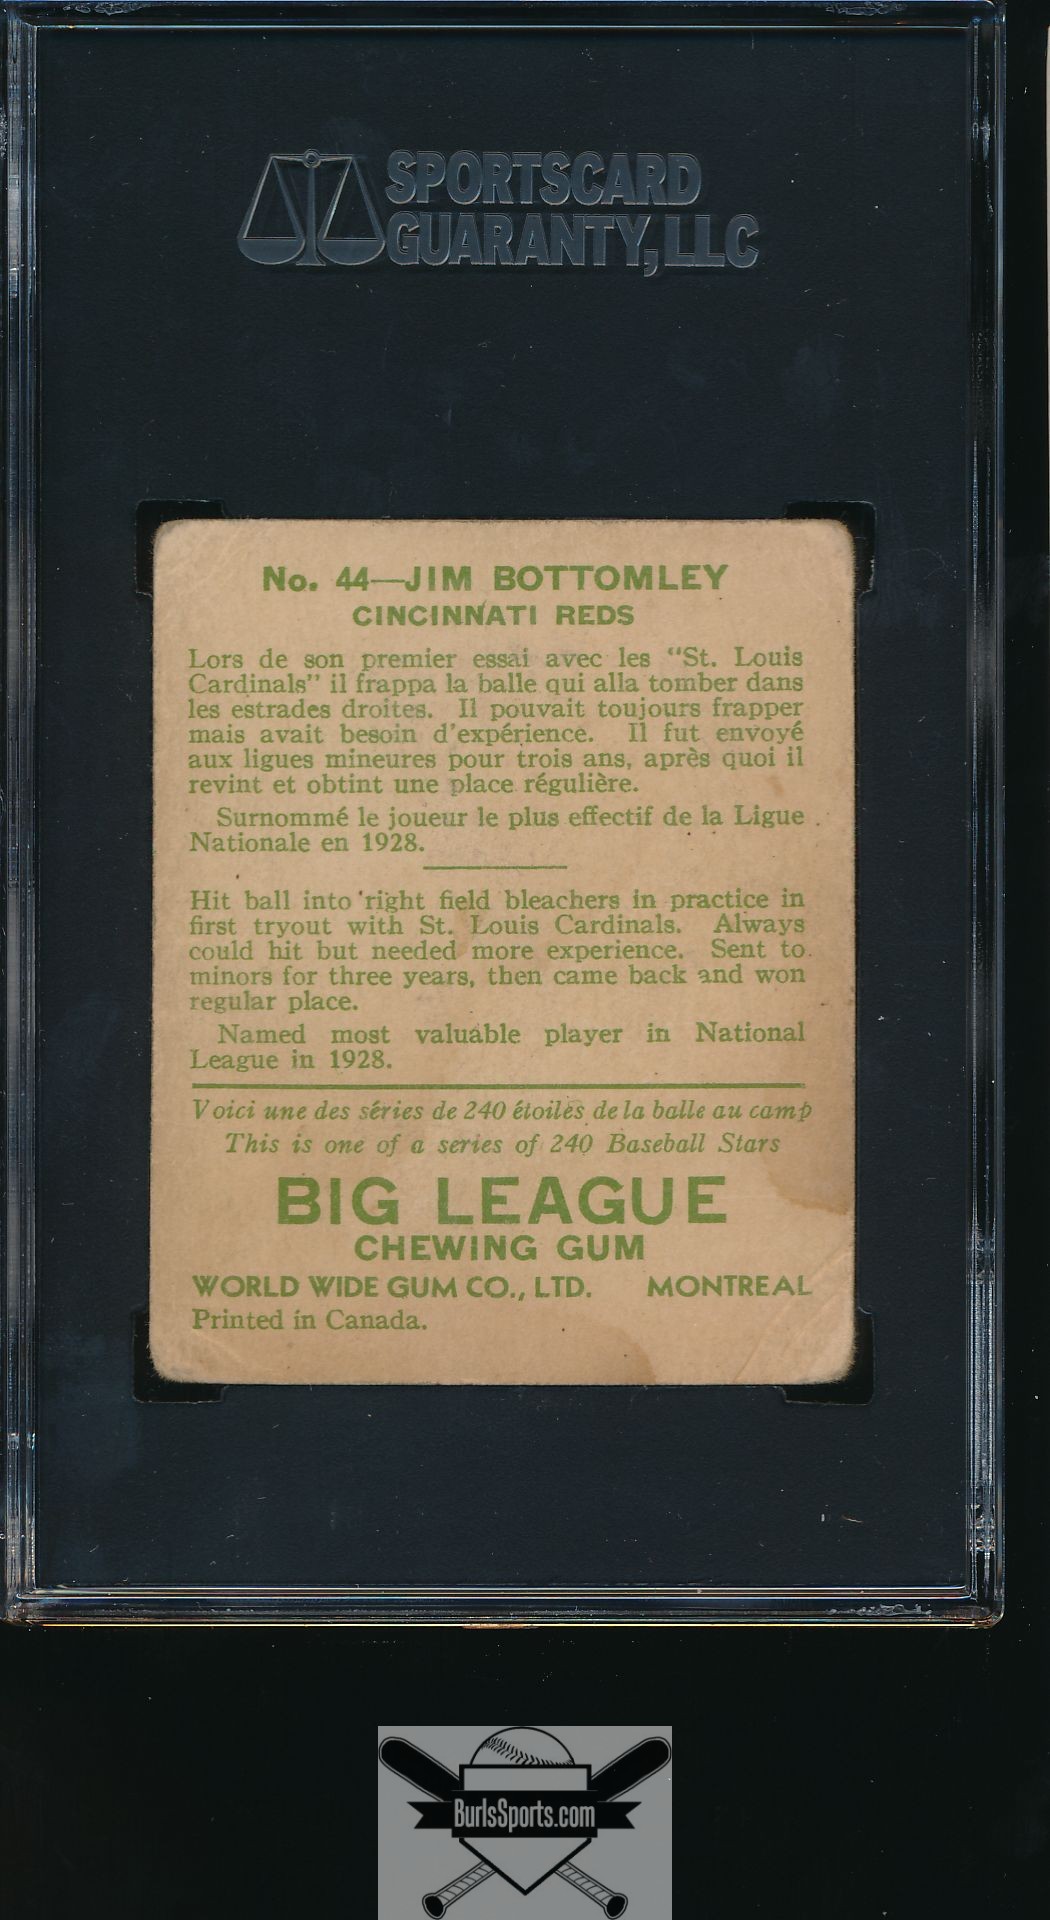 SPORTSCARD
GUARANTY, LLC
No. 44—JIM BOTTOMLEY
CINCINNATI REDS
Lors de son premier essai avec les "St. Louis
Cardinals" il frappa la balle qui alla tomber dans
les estrades droites. Il pouvait toujours frapper
mais avait besoin d'expérience. Il fut envoyé
aux ligues mineures pour trois ans, après quoi il
revint et obtint une place régulière.
Surnommé le joueur le plus effectif de la Ligue
Nationale en 1928.
Hit ball into right field bleachers in practice in
first tryout with St. Louis Cardinals. Always
could hit but needed more experience. Sent to
minors for three years, then came back and won
regular place.
Named most valuable player in National
League in 1928.
Voici une des séries de 240 étoiles de la balle au camp
This is one of a series of 240 Baseball Stars
BIG LEAGUE
CHEWING GUM
WORLD WIDE GUM CO., LTD. MONTREAL
Printed in Canada.
BurlsSports.com